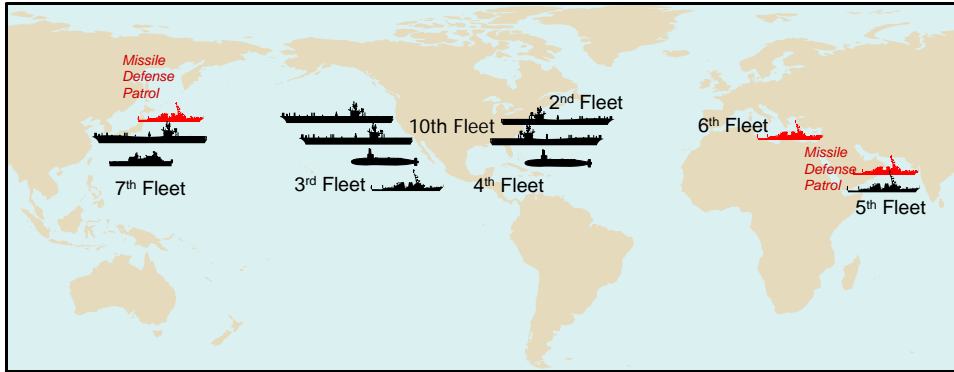 Missile
Defense
Patrol
7th Fleet
3rd Fleet
10th Fleet
2nd Fleet
4th Fleet
6th Fleet
Missile
Defense
Patrol
5th Fleet